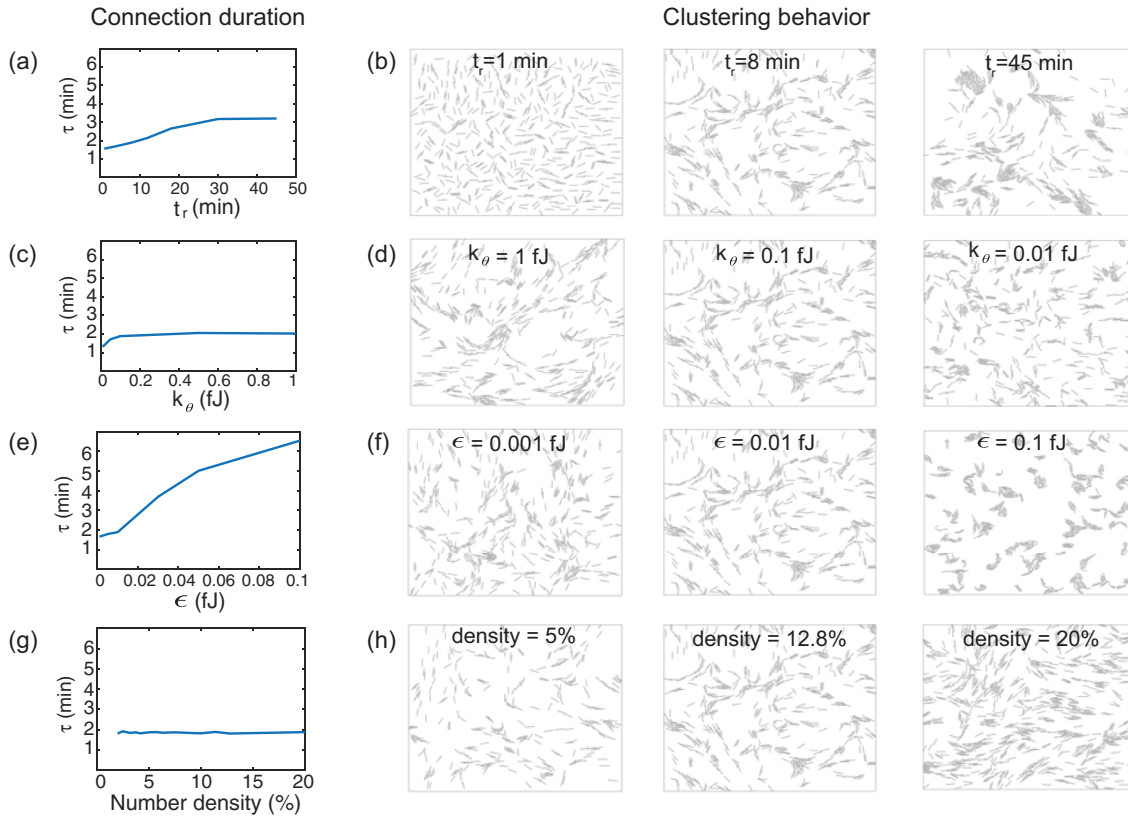 Connection duration
Clustering behavior
(a)
6
5
4
3
2
1
τ (min)
0 10 20 30 40 50
t_r (min)
(b)
t_r=1 min
t_r=8 min
t_r=45 min
(c)
6
5
4
3
2
1
τ (min)
0 0.2 0.4 0.6 0.8 1
k_θ (fJ)
(d)
k_θ = 1 fJ
k_θ = 0.1 fJ
k_θ = 0.01 fJ
(e)
6
5
4
3
2
1
τ (min)
0 0.02 0.04 0.06 0.08 0.1
ϵ (fJ)
(f)
ϵ = 0.001 fJ
ϵ = 0.01 fJ
ϵ = 0.1 fJ
(g)
6
5
4
3
2
1
τ (min)
0 5 10 15 20
Number density (%)
(h)
density = 5%
density = 12.8%
density = 20%